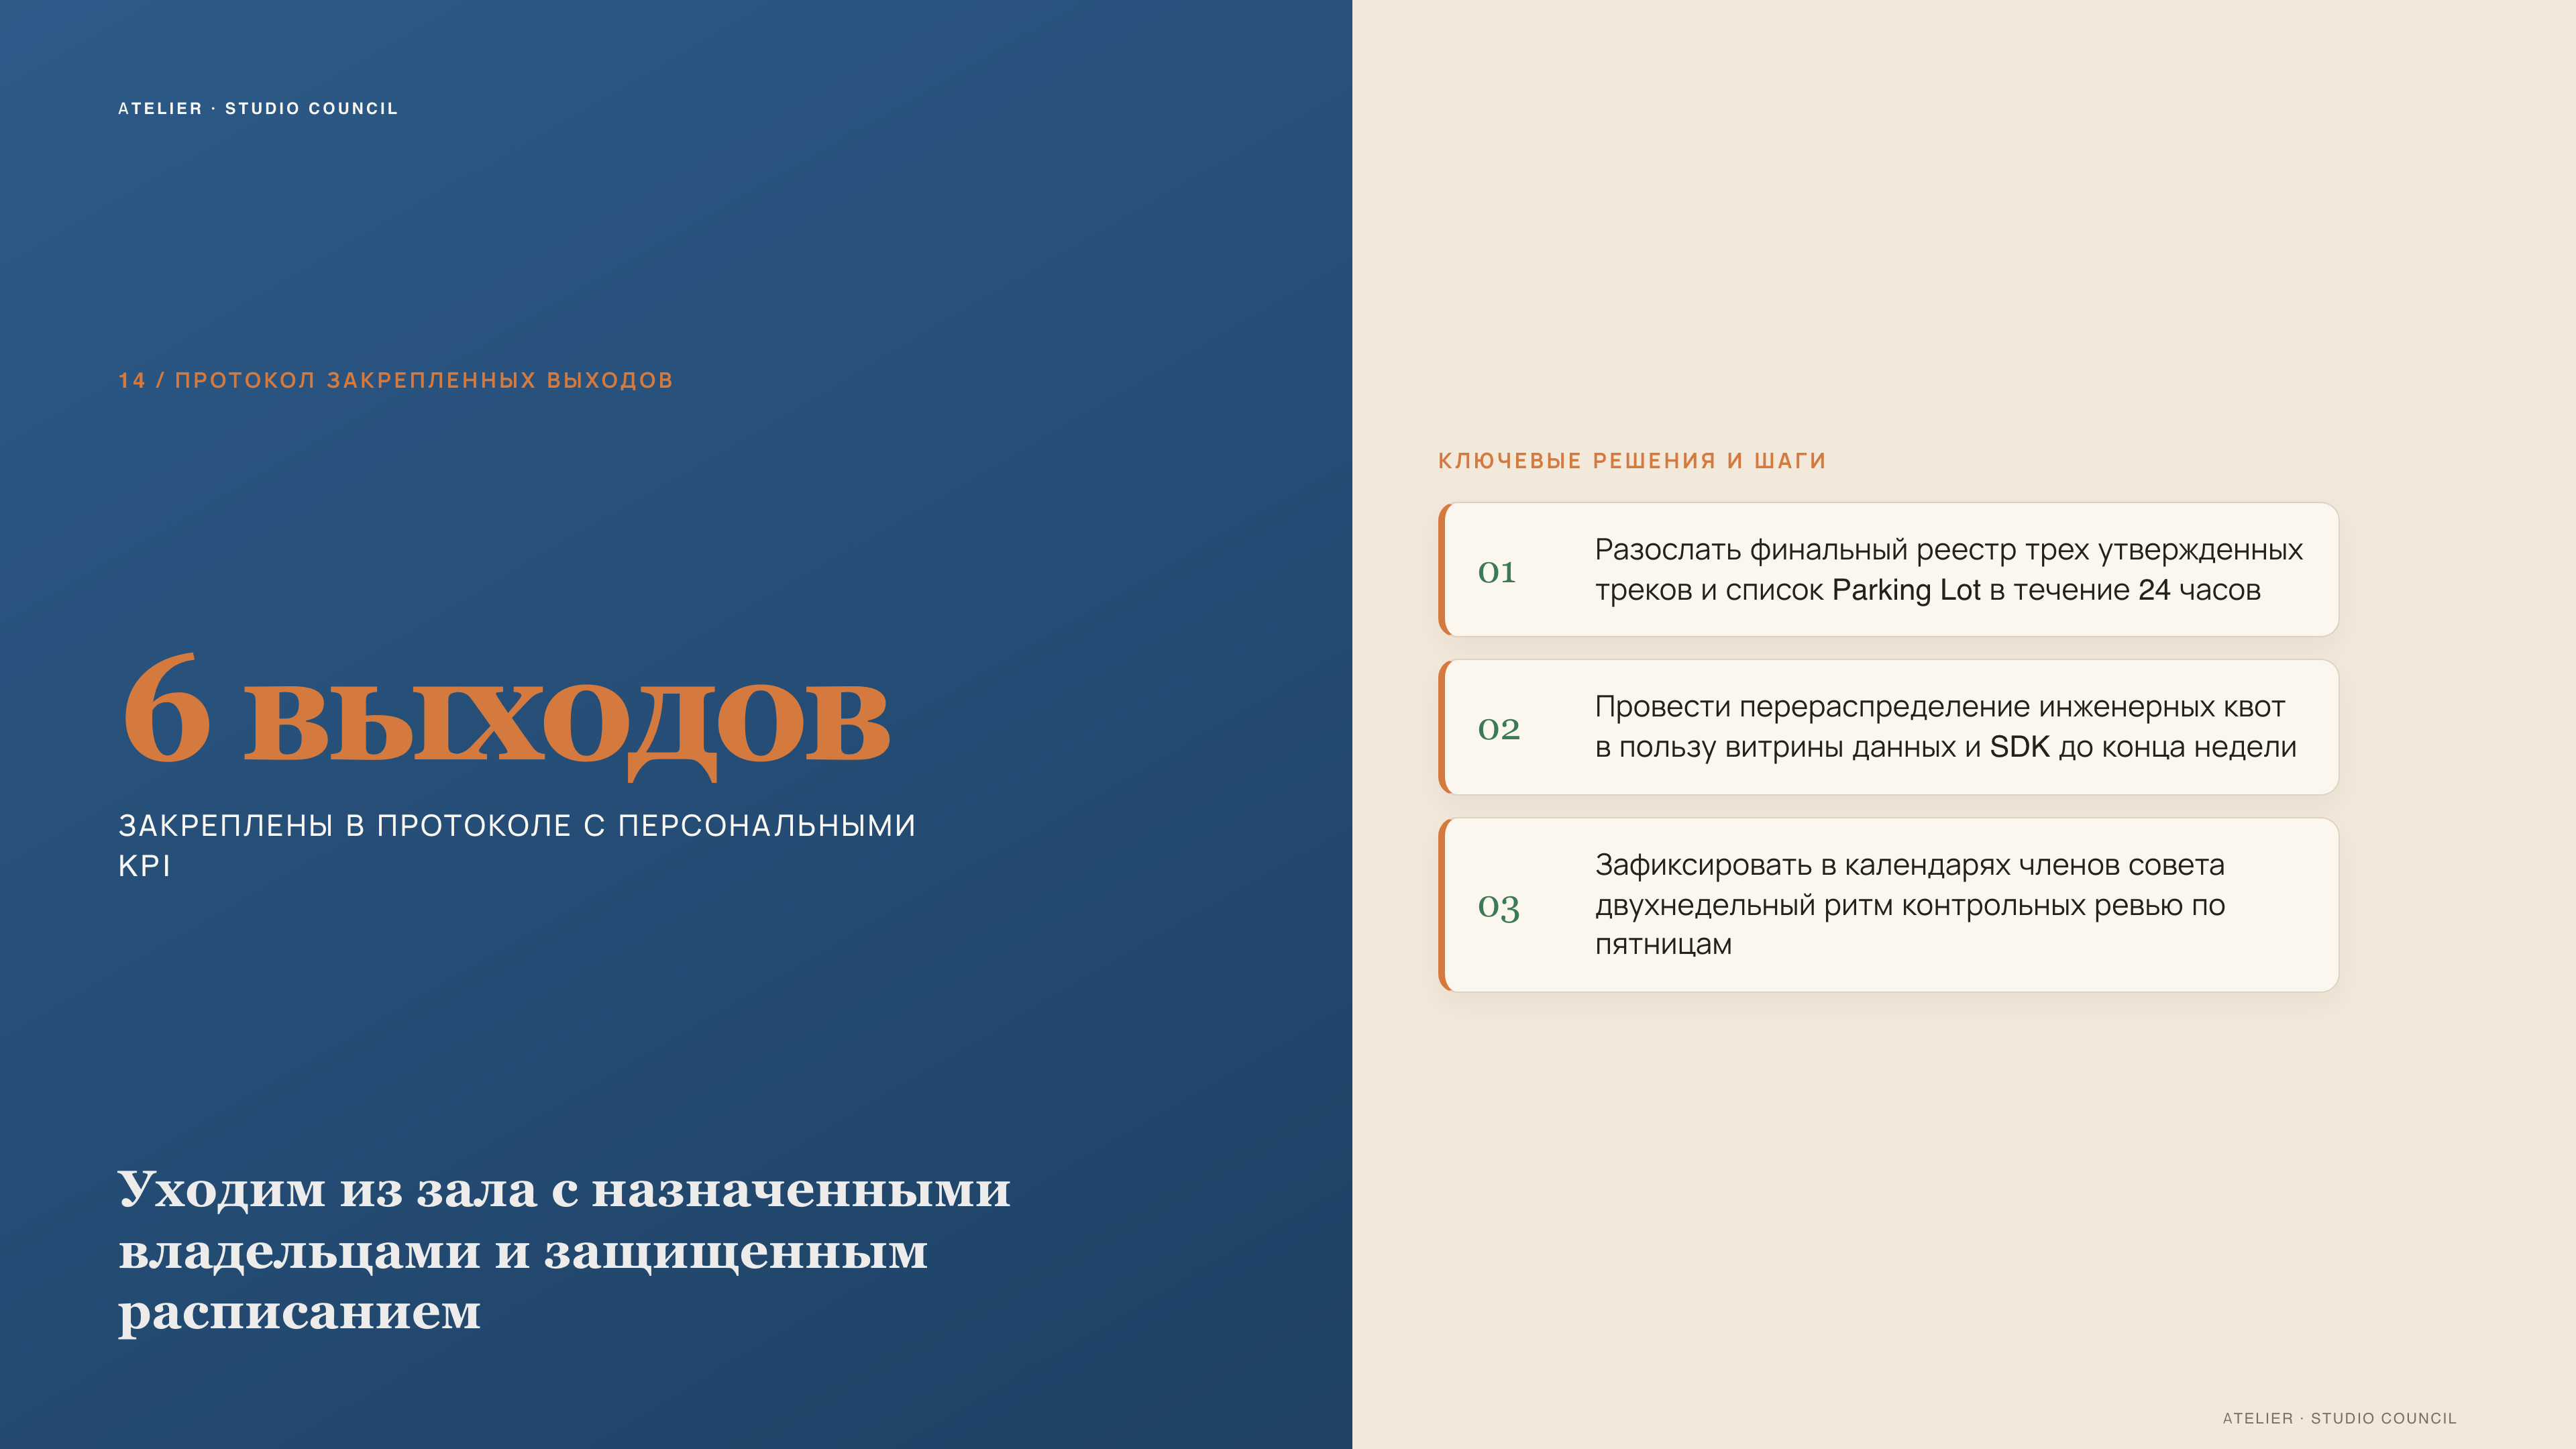 ATELIER · STUDIO COUNCIL
14 / ПРОТОКОЛ ЗАКРЕПЛЕННЫХ ВЫХОДОВ
6 выходов
ЗАКРЕПЛЕНЫ В ПРОТОКОЛЕ С ПЕРСОНАЛЬНЫМИ
KPI
Уходим из зала с назначенными
владельцами и защищенным
расписанием
КЛЮЧЕВЫЕ РЕШЕНИЯ И ШАГИ
01
Разослать финальный реестр трех утвержденных
треков и список Parking Lot в течение 24 часов
02
Провести перераспределение инженерных квот
в пользу витрины данных и SDK до конца недели
03
Зафиксировать в календарях членов совета
двухнедельный ритм контрольных ревью по
пятницам
ATELIER · STUDIO COUNCIL